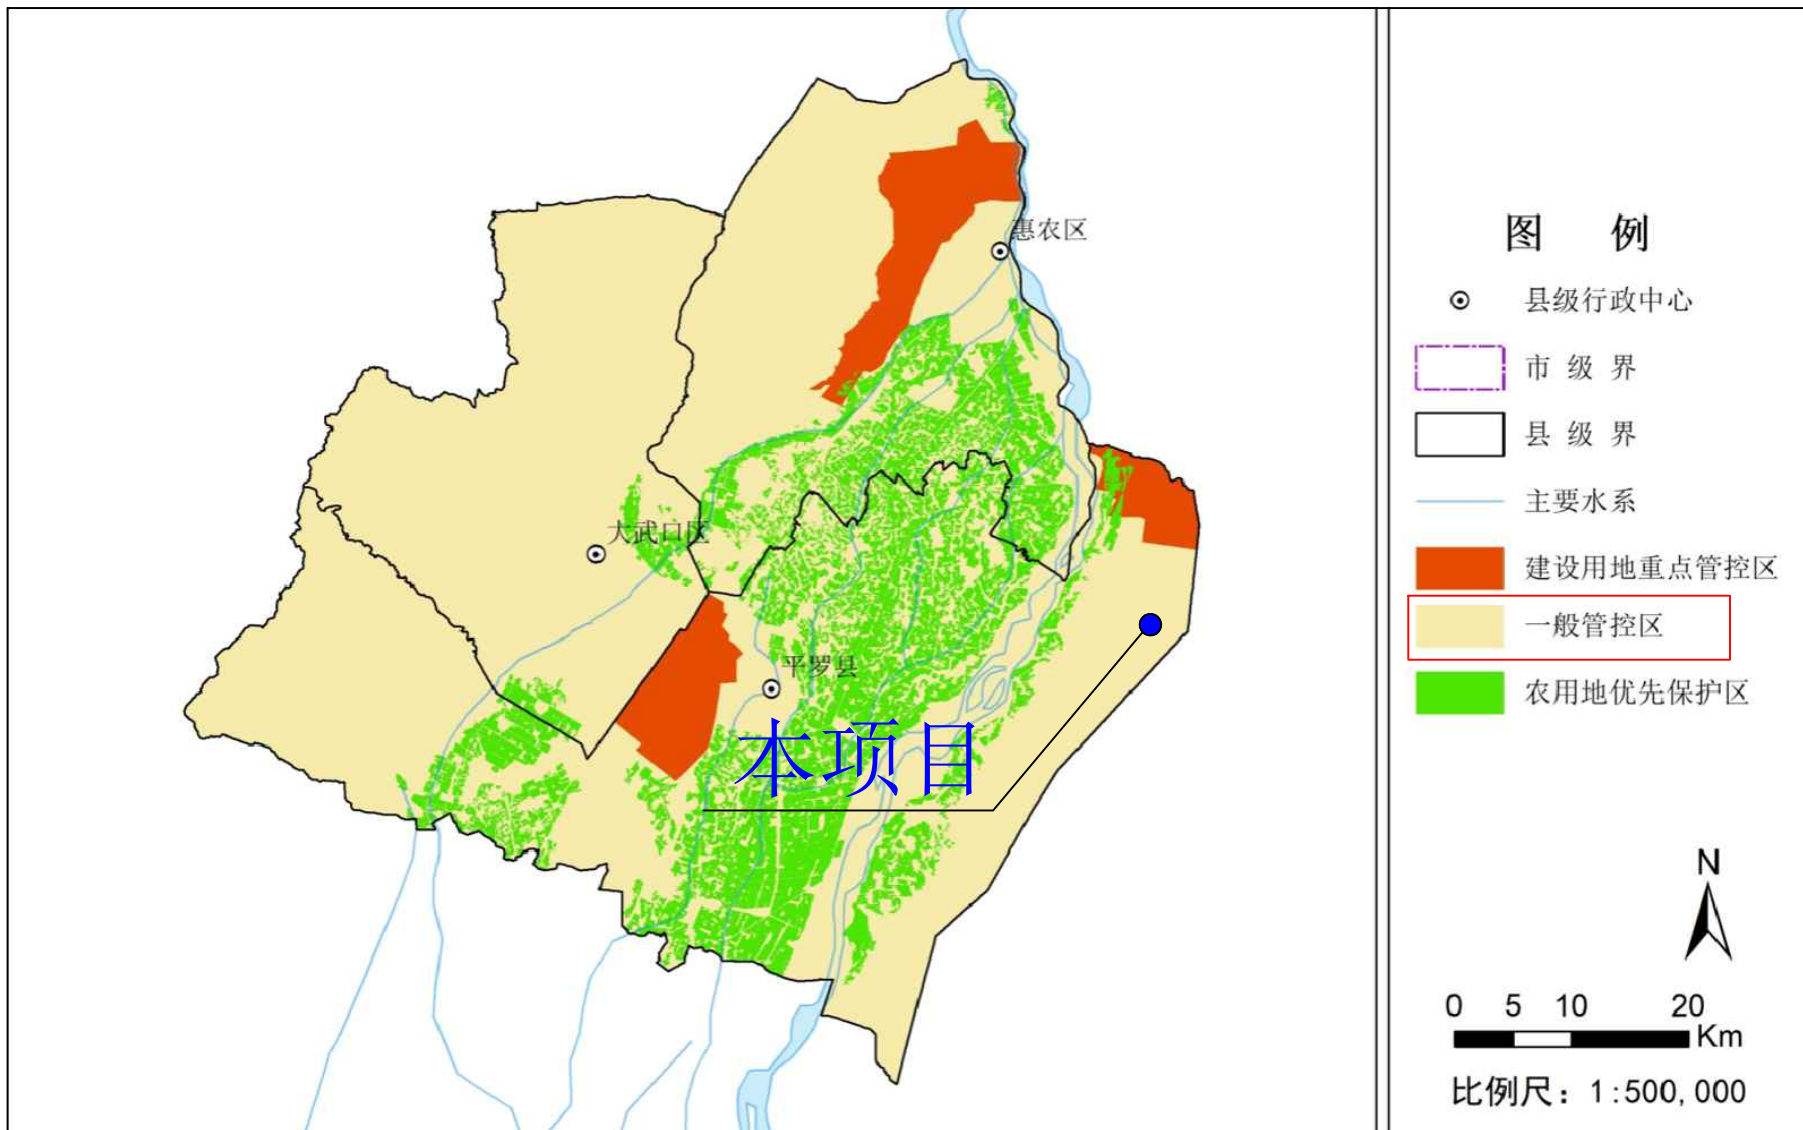 惠农区
大武口区
平罗县
本项目
图 例
县级行政中心
市 级 界
县 级 界
主要水系
建设用地重点管控区
一般管控区
农用地优先保护区
N
0 5 10 20
Km
比例尺：1:500,000